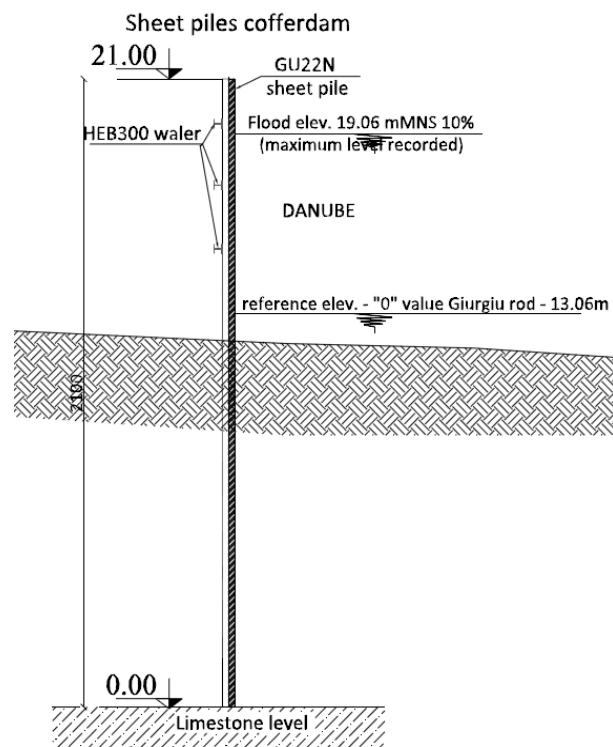 Sheet piles cofferdam
21.00
GU22N
sheet pile
HEB300 waler
Flood elev. 19.06 mMNS 10%
(maximum level recorded)
DANUBE
reference elev. - "0" value Giurgiu rod - 13.06m
2100
0.00
Limestone level